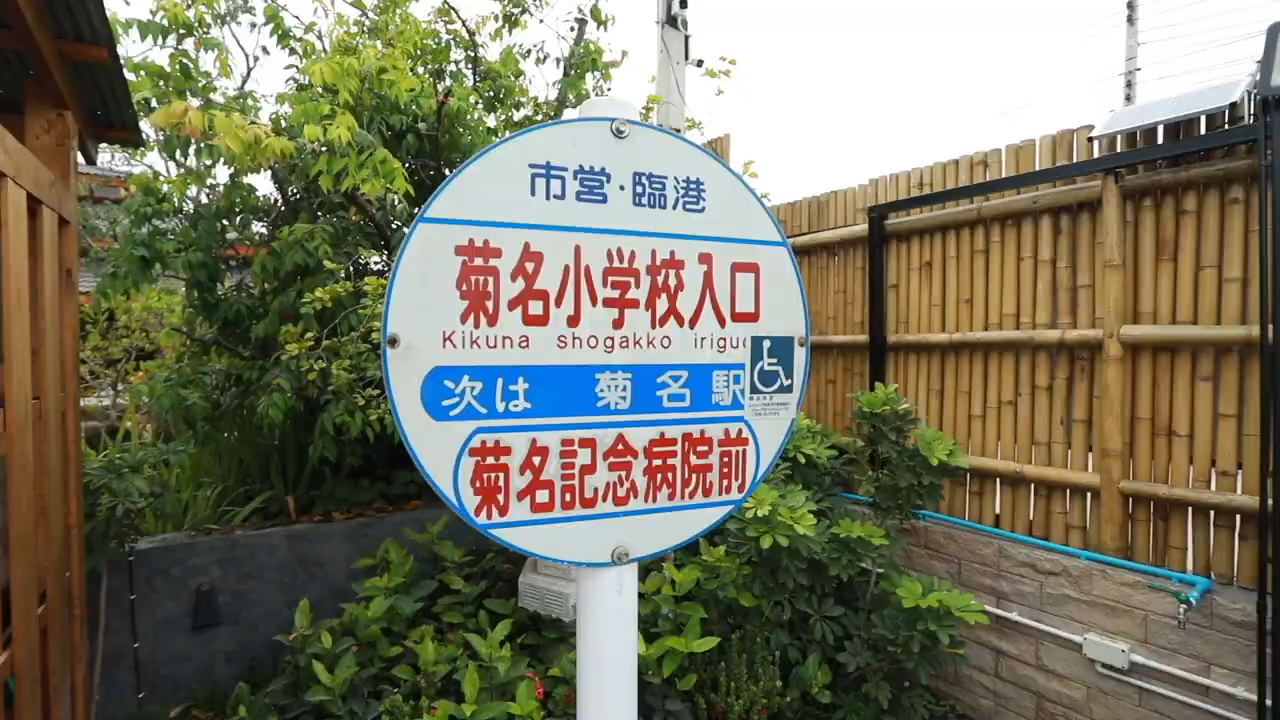 市営・臨港
菊名小学校入口
Kikuna shogakko irigu
次は 菊名駅
菊名記念病院前